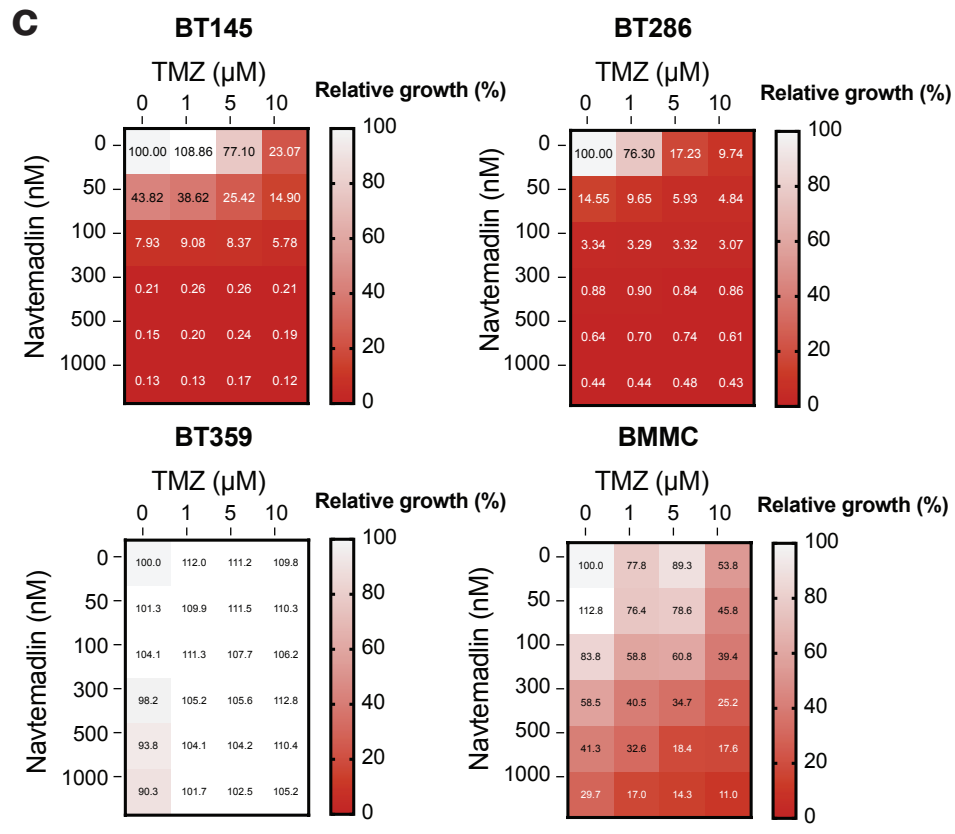 C
BT145
TMZ (µM)
0 1 5 10
Relative growth (%)
Navtemadlin (nM)
0 100.00 108.86 77.10 23.07
50 43.82 38.62 25.42 14.90
100 7.93 9.08 8.37 5.78
300 0.21 0.26 0.26 0.21
500 0.15 0.20 0.24 0.19
1000 0.13 0.13 0.17 0.12
100
80
60
40
20
0
BT286
TMZ (µM)
0 1 5 10
Relative growth (%)
Navtemadlin (nM)
0 100.00 76.30 17.23 9.74
50 14.55 9.65 5.93 4.84
100 3.34 3.29 3.32 3.07
300 0.88 0.90 0.84 0.86
500 0.64 0.70 0.74 0.61
1000 0.44 0.44 0.48 0.43
100
80
60
40
20
0
BT359
TMZ (µM)
0 1 5 10
Relative growth (%)
Navtemadlin (nM)
0 100.0 112.0 111.2 109.8
50 101.3 109.9 111.5 110.3
100 104.1 111.3 107.7 106.2
300 98.2 105.2 105.6 112.8
500 93.8 104.1 104.2 110.4
1000 90.3 101.7 102.5 105.2
100
80
60
40
20
0
BMMC
TMZ (µM)
0 1 5 10
Relative growth (%)
Navtemadlin (nM)
0 100.0 77.8 89.3 53.8
50 112.8 76.4 78.6 45.8
100 83.8 58.8 60.8 39.4
300 58.5 40.5 34.7 25.2
500 41.3 32.6 18.4 17.6
1000 29.7 17.0 14.3 11.0
100
80
60
40
20
0